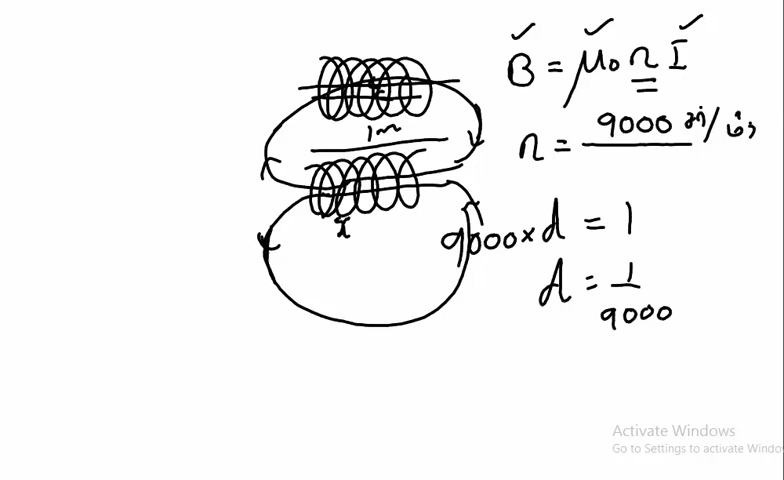 B = μ₀ n I
n = 9000 / 
1m
9000 × d = 1
d = 1/9000
I
Activate Windows
Go to Settings to activate Windo